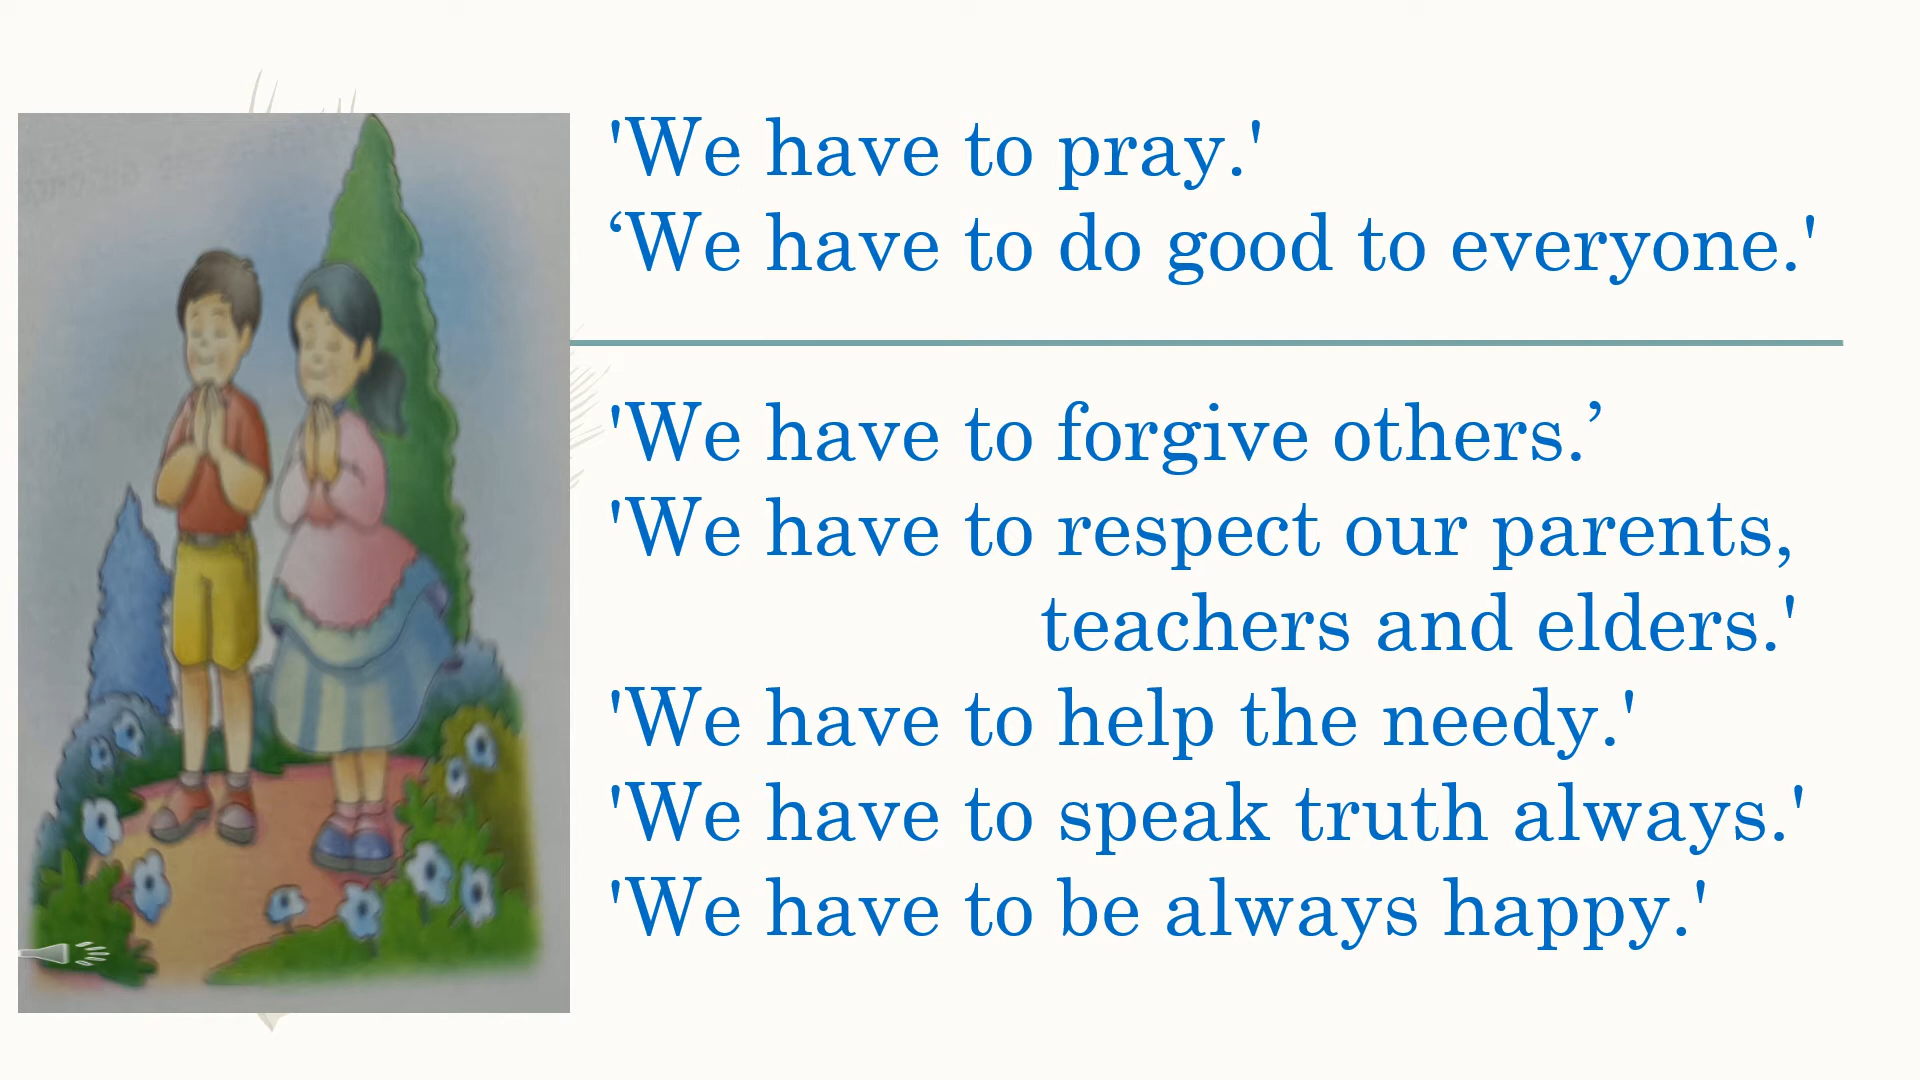 'We have to pray.'
‘We have to do good to everyone.'
'We have to forgive others.’
'We have to respect our parents,
teachers and elders.'
'We have to help the needy.'
'We have to speak truth always.'
'We have to be always happy.'